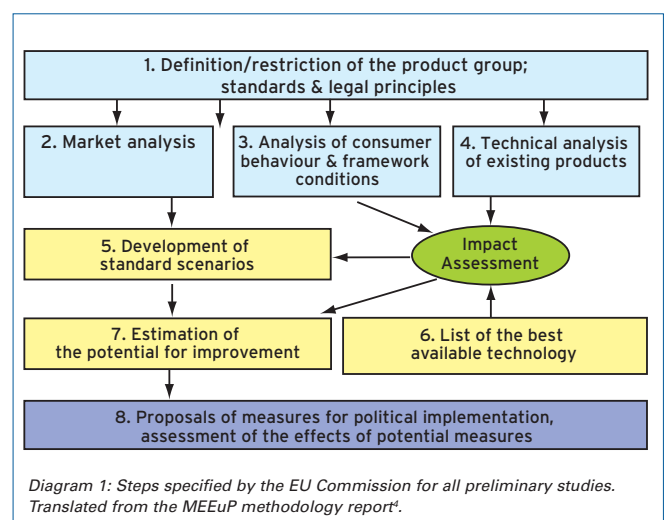 1. Definition/restriction of the product group;
standards & legal principles
2. Market analysis
3. Analysis of consumer
behaviour & framework
conditions
4. Technical analysis
of existing products
5. Development of
standard scenarios
Impact
Assessment
7. Estimation of
the potential for improvement
6. List of the best
available technology
8. Proposals of measures for political implementation,
assessment of the effects of potential measures
Diagram 1: Steps specified by the EU Commission for all preliminary studies.
Translated from the MEEuP methodology report⁴.